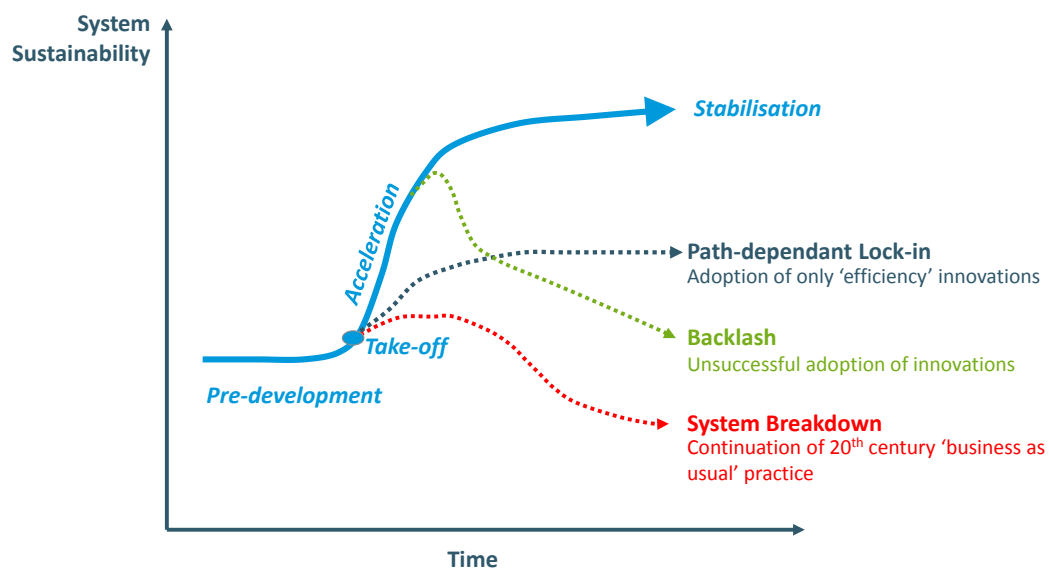 System
Sustainability
Stabilisation
Acceleration
Path-dependant Lock-in
Adoption of only ‘efficiency’ innovations
Take-off
Backlash
Unsuccessful adoption of innovations
Pre-development
System Breakdown
Continuation of 20th century ‘business as
usual’ practice
Time